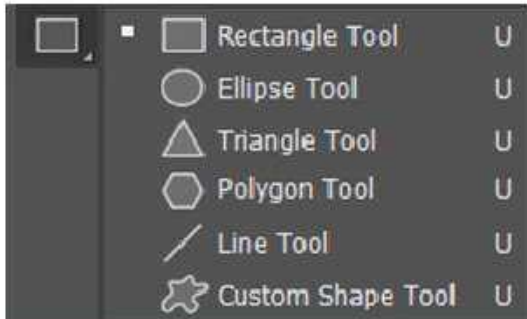 Rectangle Tool U
Ellipse Tool U
Triangle Tool U
Polygon Tool U
Line Tool U
Custom Shape Tool U